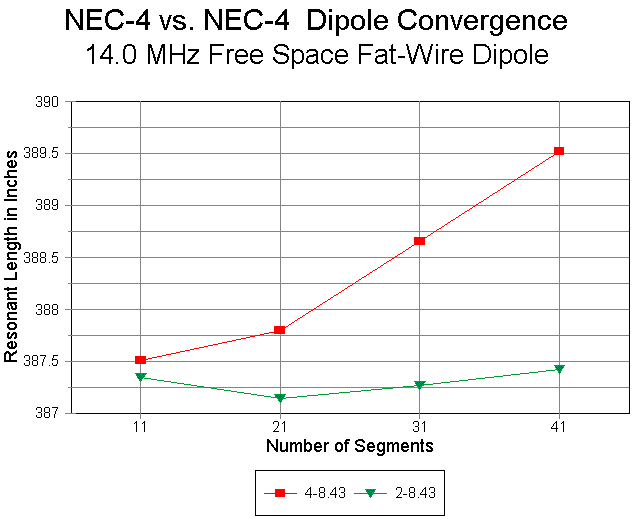 NEC-4 vs. NEC-4  Dipole Convergence
14.0 MHz Free Space Fat-Wire Dipole
390
389.5
389
388.5
388
387.5
387
Resonant Length in Inches
11 21 31 41
Number of Segments
4-8.43 2-8.43